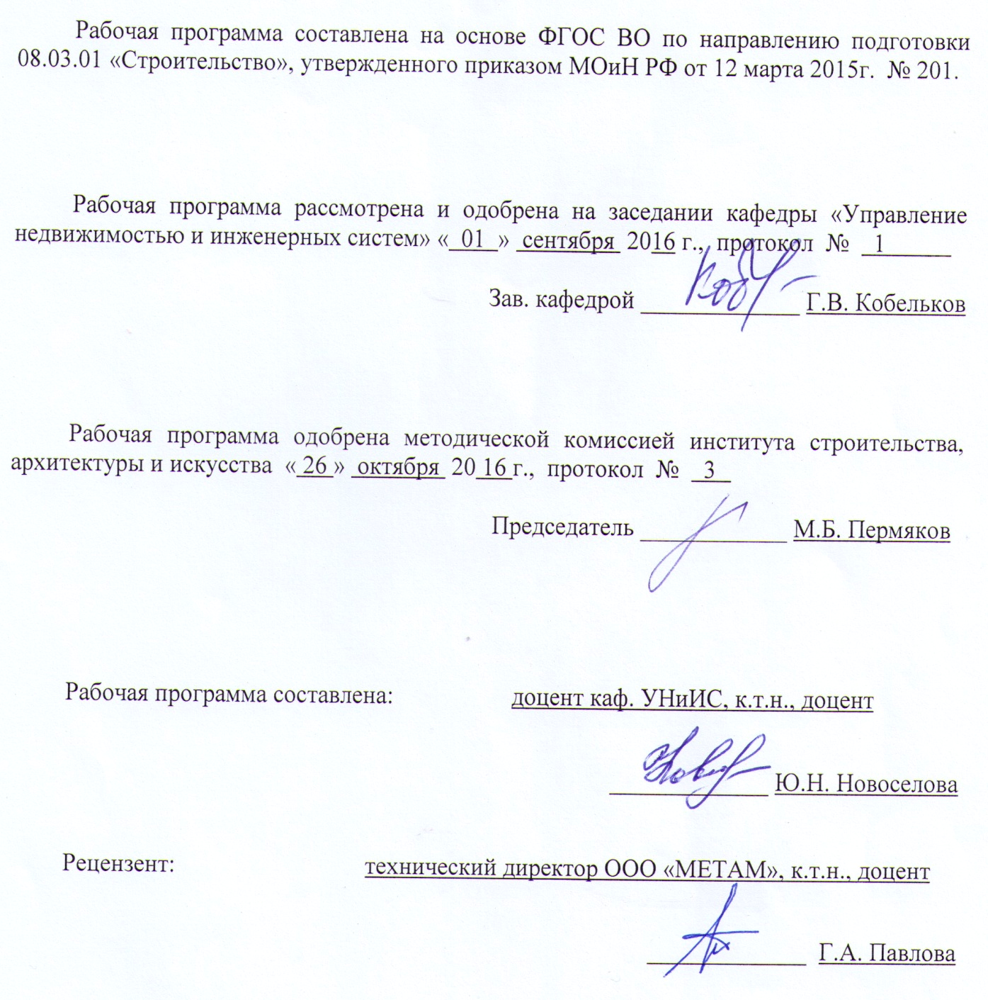 Рабочая программа составлена на основе ФГОС ВО по направлению подготовки
08.03.01 «Строительство», утвержденного приказом МОиН РФ от 12 марта 2015г. № 201.
Рабочая программа рассмотрена и одобрена на заседании кафедры «Управление
недвижимостью и инженерных систем» « 01 » сентября 2016 г., протокол № 1
Зав. кафедрой ____________ Г.В. Кобельков
Рабочая программа одобрена методической комиссией института строительства,
архитектуры и искусства « 26 » октября 20 16 г., протокол № 3
Председатель ____________ М.Б. Пермяков
Рабочая программа составлена: доцент каф. УНиИС, к.т.н., доцент
____________ Ю.Н. Новоселова
Рецензент: технический директор ООО «МЕТАМ», к.т.н., доцент
____________ Г.А. Павлова